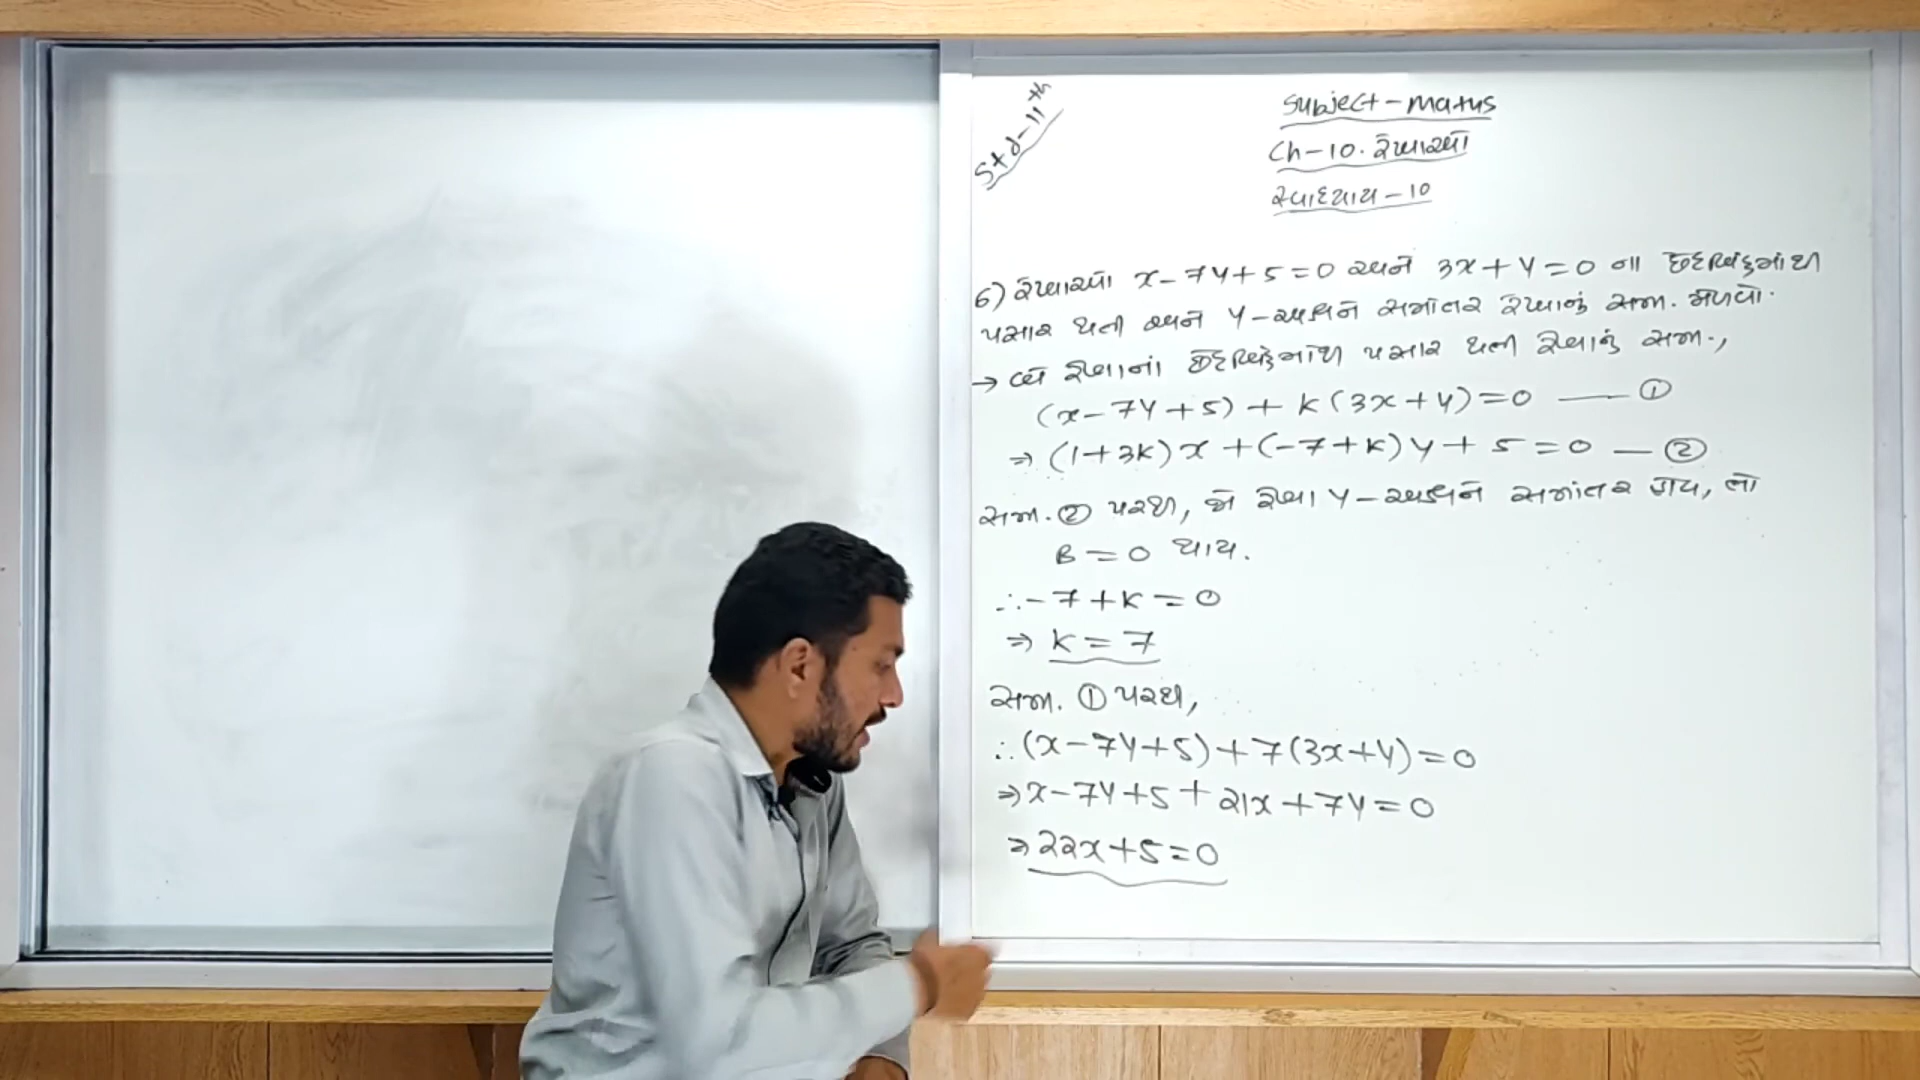 Std-11th
Subject-Maths
Ch-10. રેખાઓ
સ્વાધ્યાય-10
6) રેખાઓ x-7y+5=0 અને 3x+y=0 ના છેદબિંદુમાંથી
પસાર થતી અને y-અક્ષને સમાંતર રેખાનું સમી. મેળવો.
→ બે રેખાનાં છેદબિંદુમાંથી પસાર થતી રેખાનું સમી.,
(x-7y+5) + k(3x+y)=0 —— ①
⇒ (1+3k)x +(-7+k)y + 5 = 0 — ②
સમી. ② પરથી, જો રેખા y-અક્ષને સમાંતર હોય, તો
B = 0 થાય.
∴ -7+k = 0
⇒ k = 7
સમી. ① પરથી,
∴ (x-7y+5)+7(3x+y)=0
⇒ x-7y+5 + 21x +7y = 0
⇒ 22x+5=0